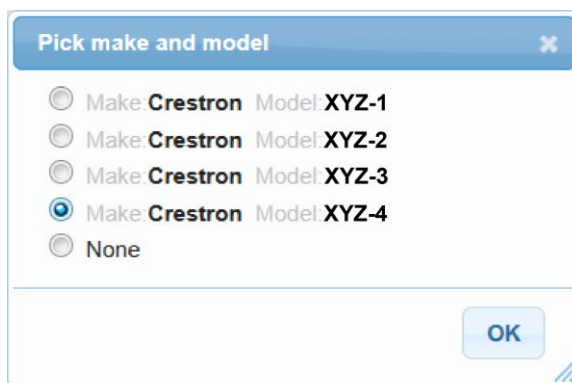 Pick make and model
Make:Crestron Model:XYZ-1
Make:Crestron Model:XYZ-2
Make:Crestron Model:XYZ-3
Make:Crestron Model:XYZ-4
None
OK